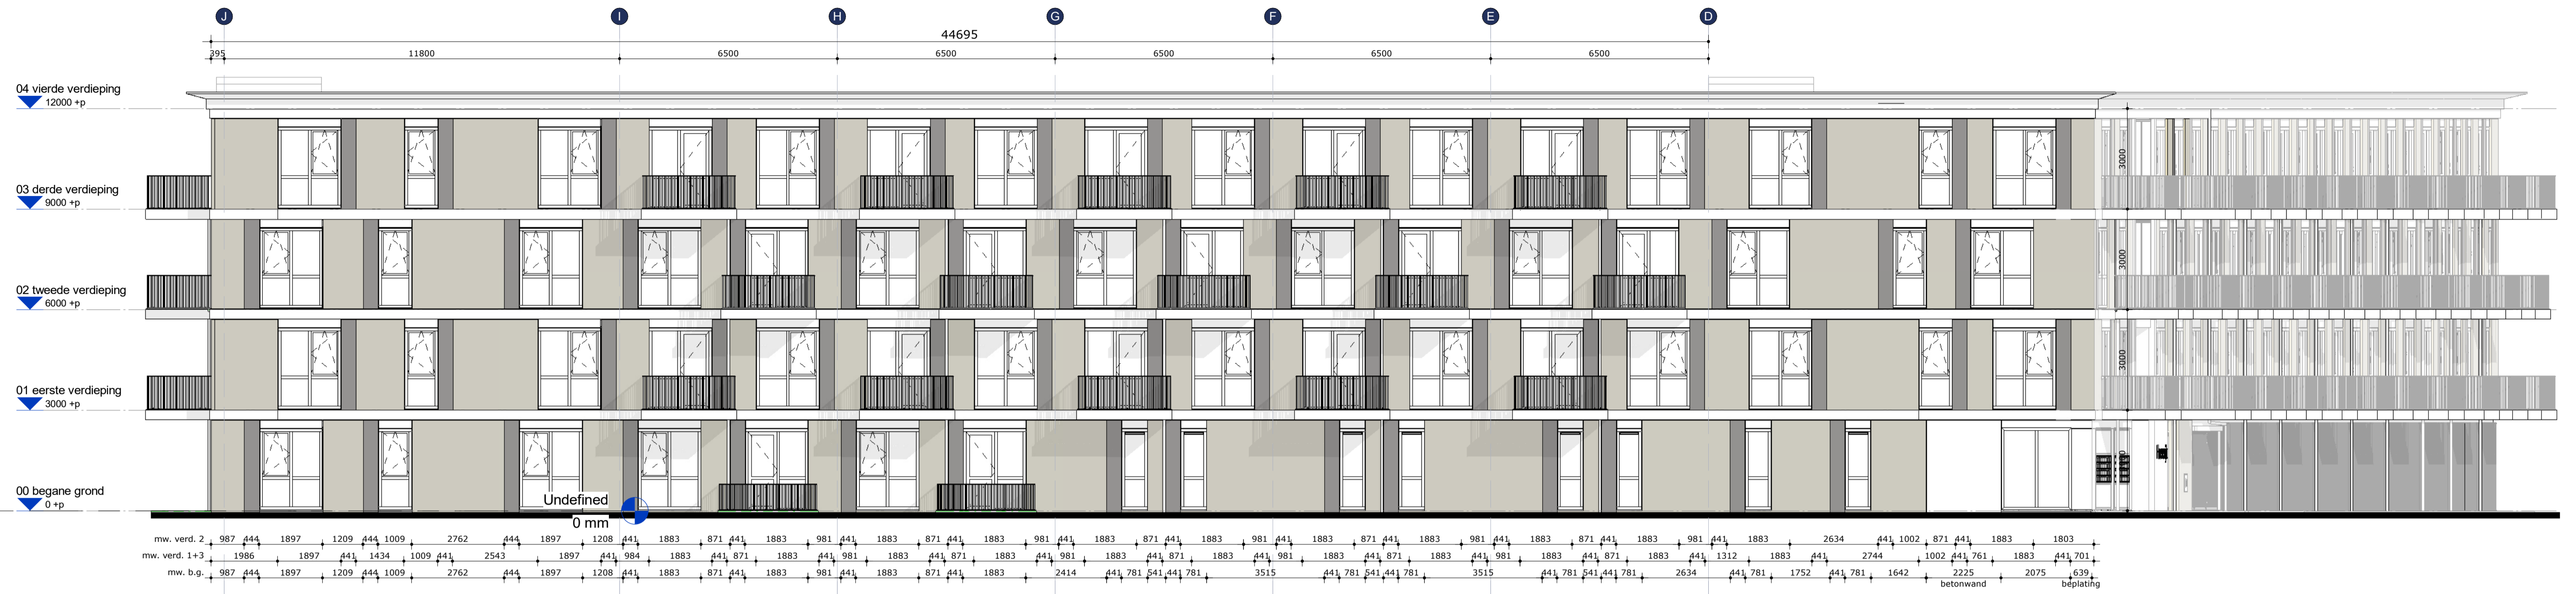 J I H G F E D
44695
395 11800 6500 6500 6500 6500 6500
04 vierde verdieping
12000 +p
3000
03 derde verdieping
9000 +p
3000
02 tweede verdieping
6000 +p
3000
01 eerste verdieping
3000 +p
00 begane grond
0 +p
Undefined
0 mm
mw. verd. 2 987 444 1897 1209 444 1009 2762 444 1897 1208 441 1883 871 441 1883 981 441 1883 871 441 1883 981 441 1883 871 441 1883 981 441 1883 871 441 1883 981 441 1883 871 441 1883 981 441 1883 2634 441 1002 871 441 1883 1803
mw. verd. 1+3 1986 1897 441 1434 1009 441 2543 1897 441 984 1883 441 871 1883 441 981 1883 441 871 1883 441 981 1883 441 871 1883 441 981 1883 441 871 1883 441 981 1883 441 871 1883 441 1312 1883 441 2744 1002 441 761 1883 441 701
mw. b.g. 987 444 1897 1209 444 1009 2762 444 1897 1208 441 1883 871 441 1883 981 441 1883 871 441 1883 2414 441 781 541 441 781 3515 441 781 541 441 781 3515 441 781 541 441 781 2634 441 781 1752 441 781 1642 2225 2075 639
betonwand beplating